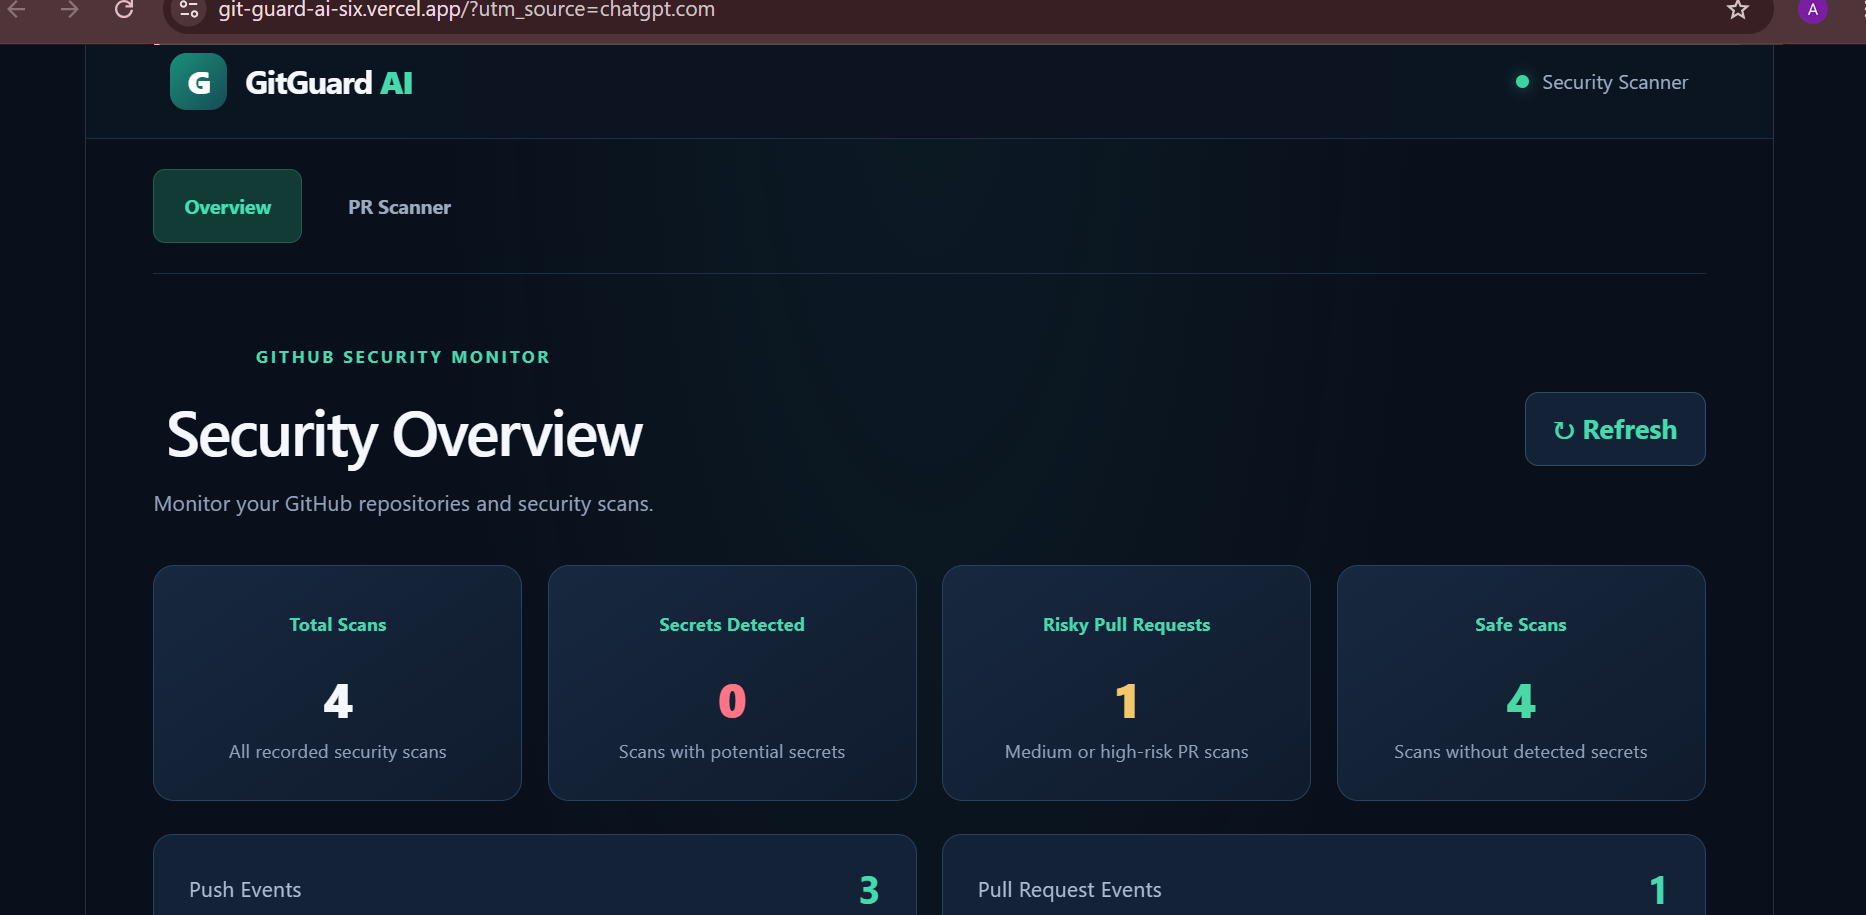 git-guard-ai-six.vercel.app/?utm_source=chatgpt.com
A
G
GitGuard AI
Security Scanner
Overview
PR Scanner
GITHUB SECURITY MONITOR
Security Overview
↻ Refresh
Monitor your GitHub repositories and security scans.
Total Scans
4
All recorded security scans
Secrets Detected
0
Scans with potential secrets
Risky Pull Requests
1
Medium or high-risk PR scans
Safe Scans
4
Scans without detected secrets
Push Events
3
Pull Request Events
1